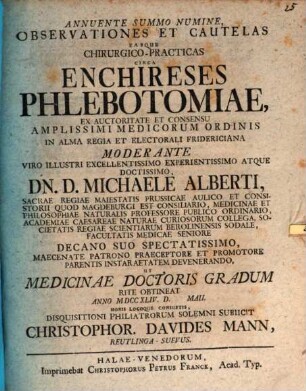 25
ANNUENTE SUMMO NUMINE,
OBSERVATIONES ET CAUTELAS
EASQUE
CHIRURGICO-PRACTICAS
CIRCA
ENCHIRESES
PHLEBOTOMIAE,
EX AUCTORITATE ET CONSENSU
AMPLISSIMI MEDICORUM ORDINIS
IN ALMA REGIA ET ELECTORALI FRIDERICIANA
MODERANTE
VIRO ILLUSTRI EXCELLENTISSIMO EXPERIENTISSIMO ATQUE
DOCTISSIMO,
DN. D. MICHAELE ALBERTI,
SACRAE REGIAE MAIESTATIS PRUSSICAE AULICO ET CONSI-
STORII QUOD MAGDEBURGI EST CONSILIARIO, MEDICINAE ET
PHILOSOPHIAE NATURALIS PROFESSORE PUBLICO ORDINARIO,
ACADEMIAE CAESAREAE NATURAE CURIOSORUM COLLEGA, SO-
CIETATIS REGIAE SCIENTIARUM BEROLINENSIS SODALE,
FACULTATIS MEDICAE SENIORE
DECANO SUO SPECTATISSIMO,
MAECENATE PATRONO PRAECEPTORE ET PROMOTORE
PARENTIS INSTAR AETATEM DEVENERANDO,
UT
MEDICINAE DOCTORIS GRADUM
RITE OBTINEAT
ANNO MDCCXLIV. D. MAII.
HORIS LOCOQUE CONSUETIS,
DISQUISITIONI PHILIATRORUM SOLEMNI SUBIICIT
CHRISTOPHOR. DAVIDES MANN,
REUTLINGA-SUEVUS.
HALAE-VENEDORUM,
Imprimebat CHRISTOPHORUS PETRUS FRANCK, Acad. Typ.